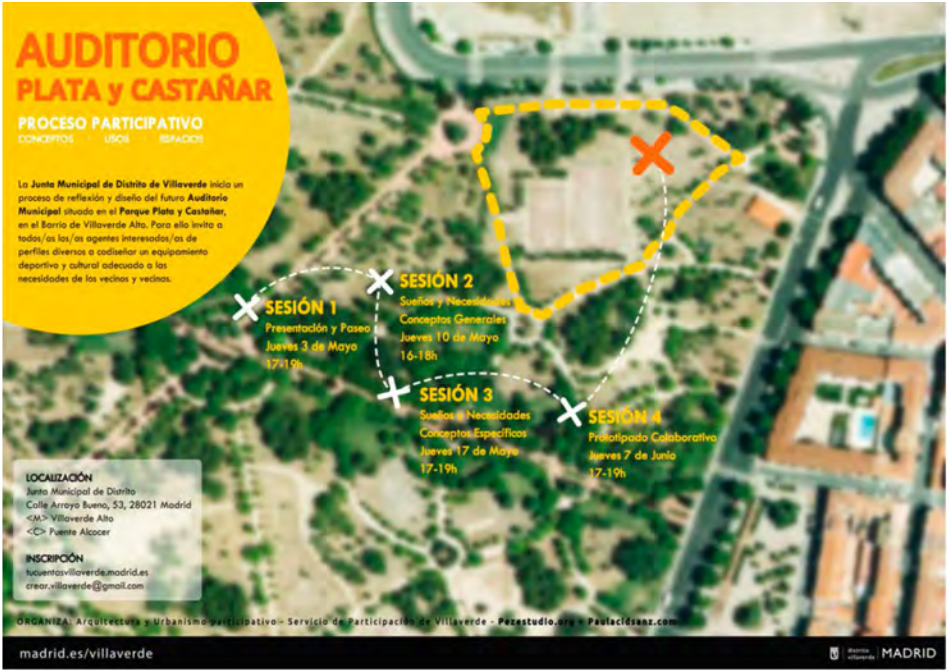 AUDITORIO
PLATA y CASTAÑAR
PROCESO PARTICIPATIVO
CONCEPTOS · USOS · ESPACIOS
La Junta Municipal de Distrito de Villaverde inicia un
proceso de reflexión y diseño del futuro Auditorio
Municipal situado en el Parque Plata y Castañar,
en el Barrio de Villaverde Alto. Para ello invita a
todos/as los/as agentes interesados/as de
perfiles diversos a codiseñar un equipamiento
deportivo y cultural adecuado a las
necesidades de los vecinos y vecinas.
SESIÓN 1
Presentación y Paseo
Jueves 3 de Mayo
17-19h
SESIÓN 2
Sueños y Necesidades
Conceptos Generales
Jueves 10 de Mayo
16-18h
SESIÓN 3
Sueños y Necesidades
Conceptos Específicos
Jueves 17 de Mayo
17-19h
SESIÓN 4
Prototipado Colaborativo
Jueves 7 de Junio
17-19h
LOCALIZACIÓN
Junta Municipal de Distrito
Calle Arroyo Bueno, 53, 28021 Madrid
<M> Villaverde Alto
<C> Puente Alcocer
INSCRIPCIÓN
tucuentasvillaverde.madrid.es
crear.villaverde@gmail.com
ORGANIZA: Arquitectura y Urbanismo participativo - Servicio de Participación de Villaverde - Pezestudio.org + Paulacidsanz.com
madrid.es/villaverde
distrito
villaverde
MADRID